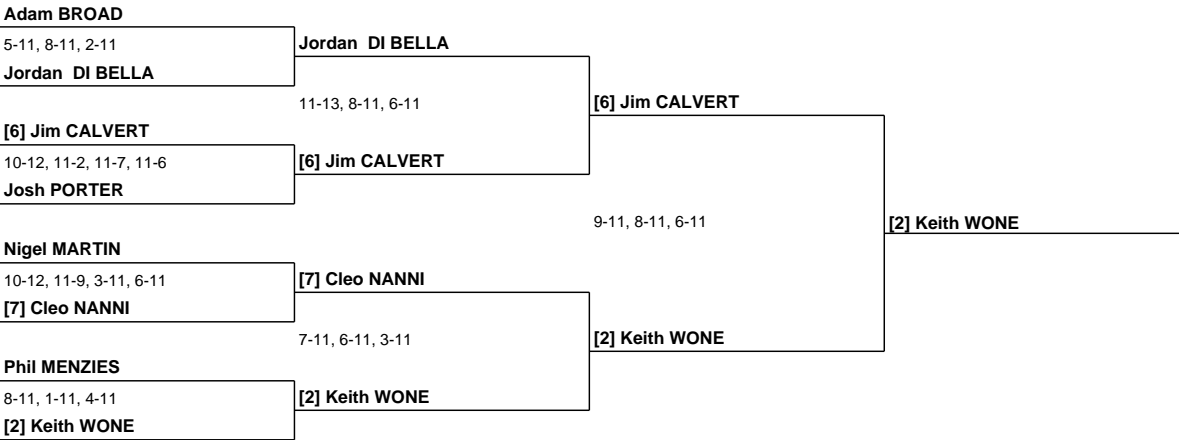 Adam BROAD
5-11, 8-11, 2-11
Jordan DI BELLA
Jordan DI BELLA
11-13, 8-11, 6-11
[6] Jim CALVERT
[6] Jim CALVERT
10-12, 11-2, 11-7, 11-6
[6] Jim CALVERT
Josh PORTER
9-11, 8-11, 6-11
[2] Keith WONE
Nigel MARTIN
10-12, 11-9, 3-11, 6-11
[7] Cleo NANNI
[7] Cleo NANNI
7-11, 6-11, 3-11
[2] Keith WONE
Phil MENZIES
8-11, 1-11, 4-11
[2] Keith WONE
[2] Keith WONE